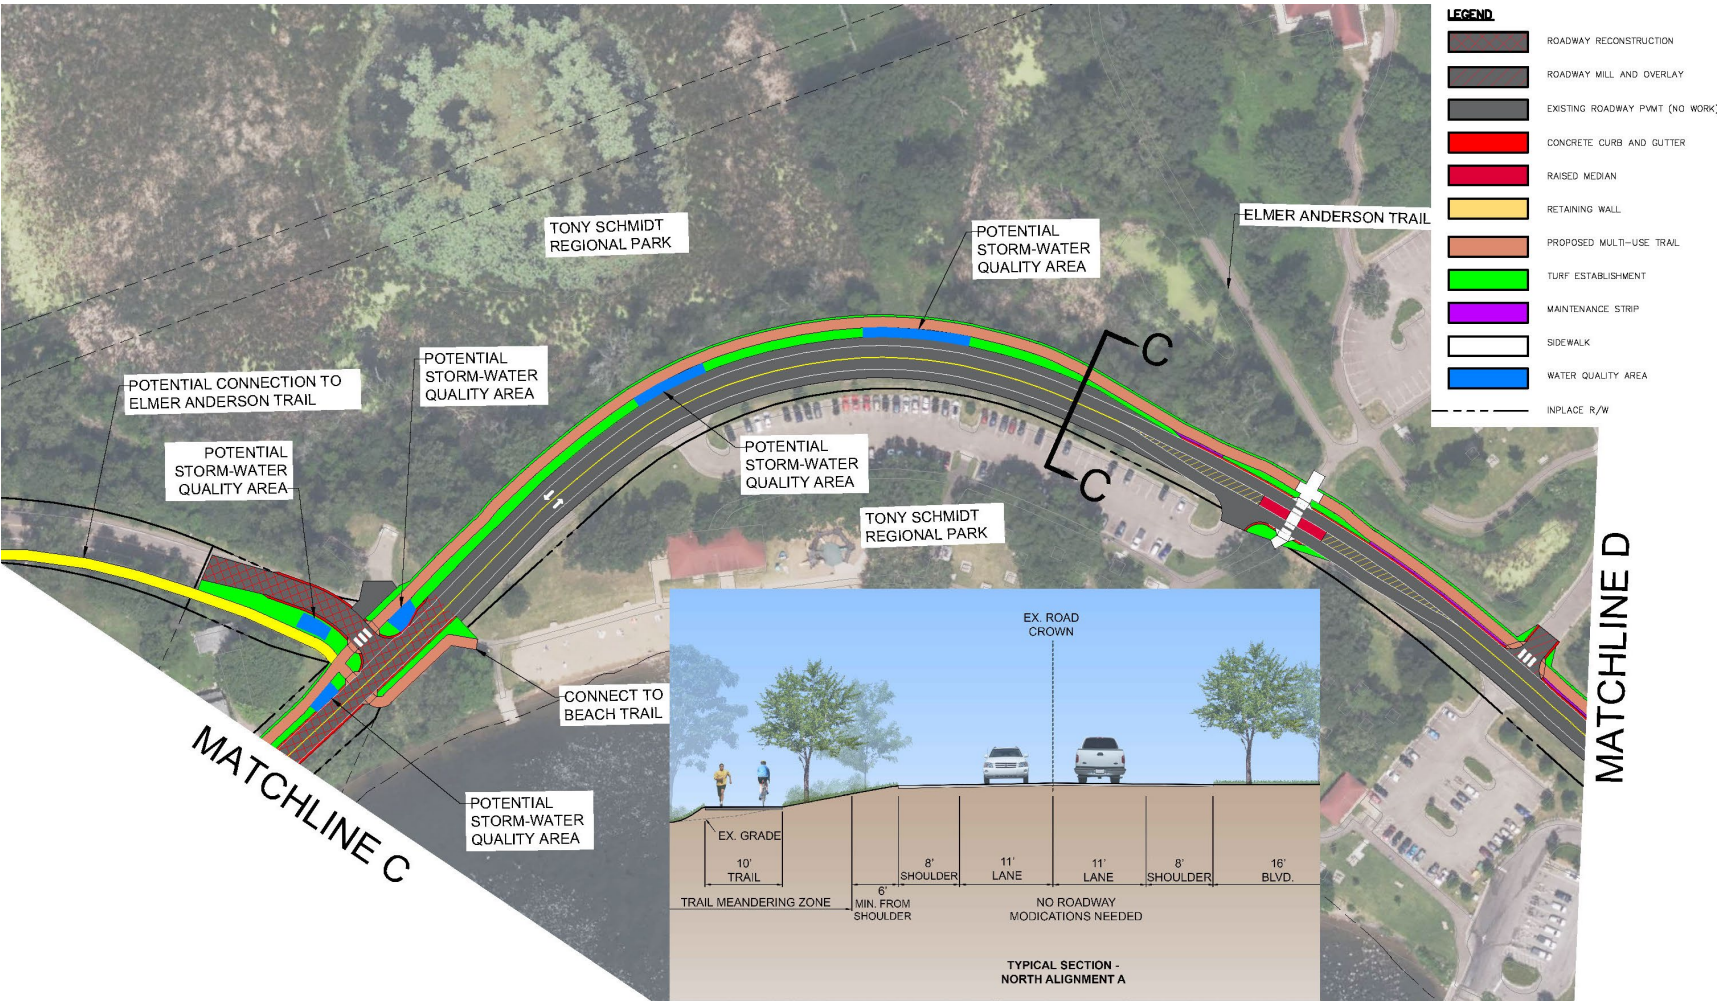 LEGEND
ROADWAY RECONSTRUCTION
ROADWAY MILL AND OVERLAY
EXISTING ROADWAY PVMT (NO WORK)
CONCRETE CURB AND GUTTER
RAISED MEDIAN
RETAINING WALL
PROPOSED MULTI-USE TRAIL
TURF ESTABLISHMENT
MAINTENANCE STRIP
SIDEWALK
WATER QUALITY AREA
INPLACE R/W
TONY SCHMIDT
REGIONAL PARK
POTENTIAL
STORM-WATER
QUALITY AREA
ELMER ANDERSON TRAIL
C
C
POTENTIAL
STORM-WATER
QUALITY AREA
POTENTIAL CONNECTION TO
ELMER ANDERSON TRAIL
POTENTIAL
STORM-WATER
QUALITY AREA
POTENTIAL
STORM-WATER
QUALITY AREA
TONY SCHMIDT
REGIONAL PARK
CONNECT TO
BEACH TRAIL
POTENTIAL
STORM-WATER
QUALITY AREA
MATCHLINE C
MATCHLINE D
EX. ROAD
CROWN
EX. GRADE
10'
TRAIL
8'
SHOULDER
11'
LANE
11'
LANE
8'
SHOULDER
16'
BLVD.
TRAIL MEANDERING ZONE
6'
MIN. FROM
SHOULDER
NO ROADWAY
MODICATIONS NEEDED
TYPICAL SECTION -
NORTH ALIGNMENT A